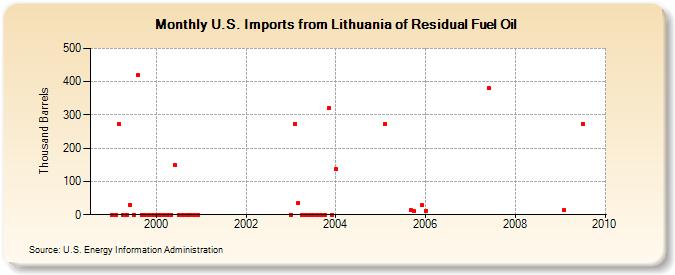 Monthly U.S. Imports from Lithuania of Residual Fuel Oil
Thousand Barrels
500
400
300
200
100
0
2000 2002 2004 2006 2008 2010
Source: U.S. Energy Information Administration